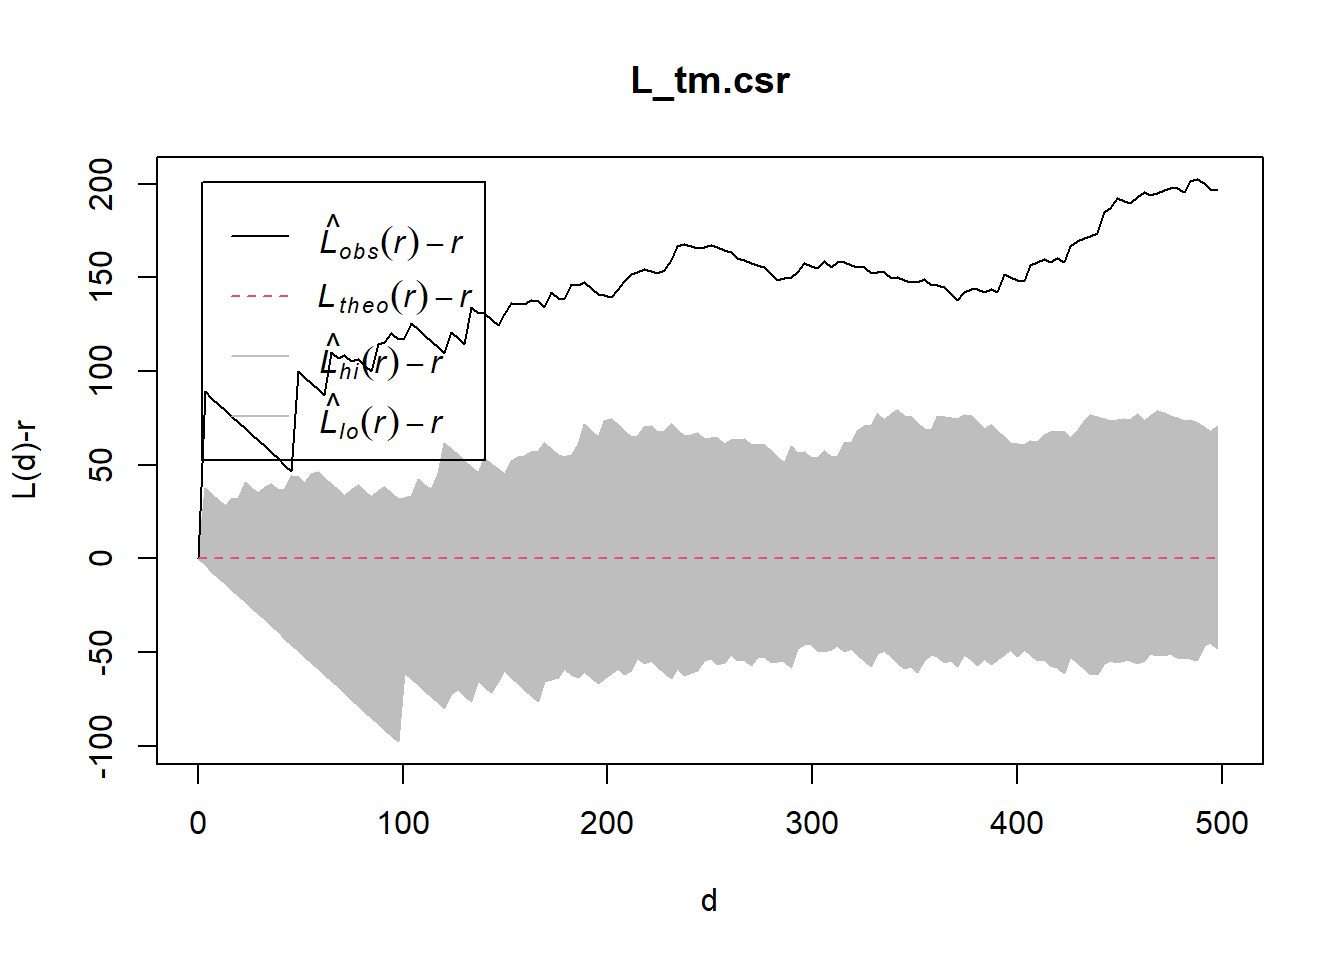 L_tm.csr
L(d)-r
200
150
100
50
0
-50
-100
L̂obs(r) – r
Ltheo(r) – r
L̂hi(r) – r
L̂lo(r) – r
0 100 200 300 400 500
d